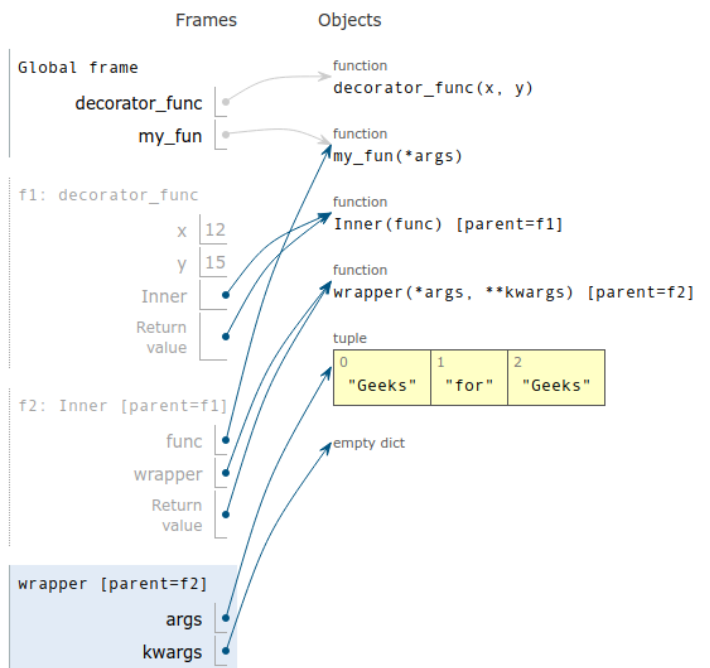 Frames Objects
Global frame
decorator_func
my_fun
function
decorator_func(x, y)
function
my_fun(*args)
function
Inner(func) [parent=f1]
function
wrapper(*args, **kwargs) [parent=f2]
tuple
0 1 2
"Geeks" "for" "Geeks"
empty dict
f1: decorator_func
x 12
y 15
Inner
Return
value
f2: Inner [parent=f1]
func
wrapper
Return
value
wrapper [parent=f2]
args
kwargs